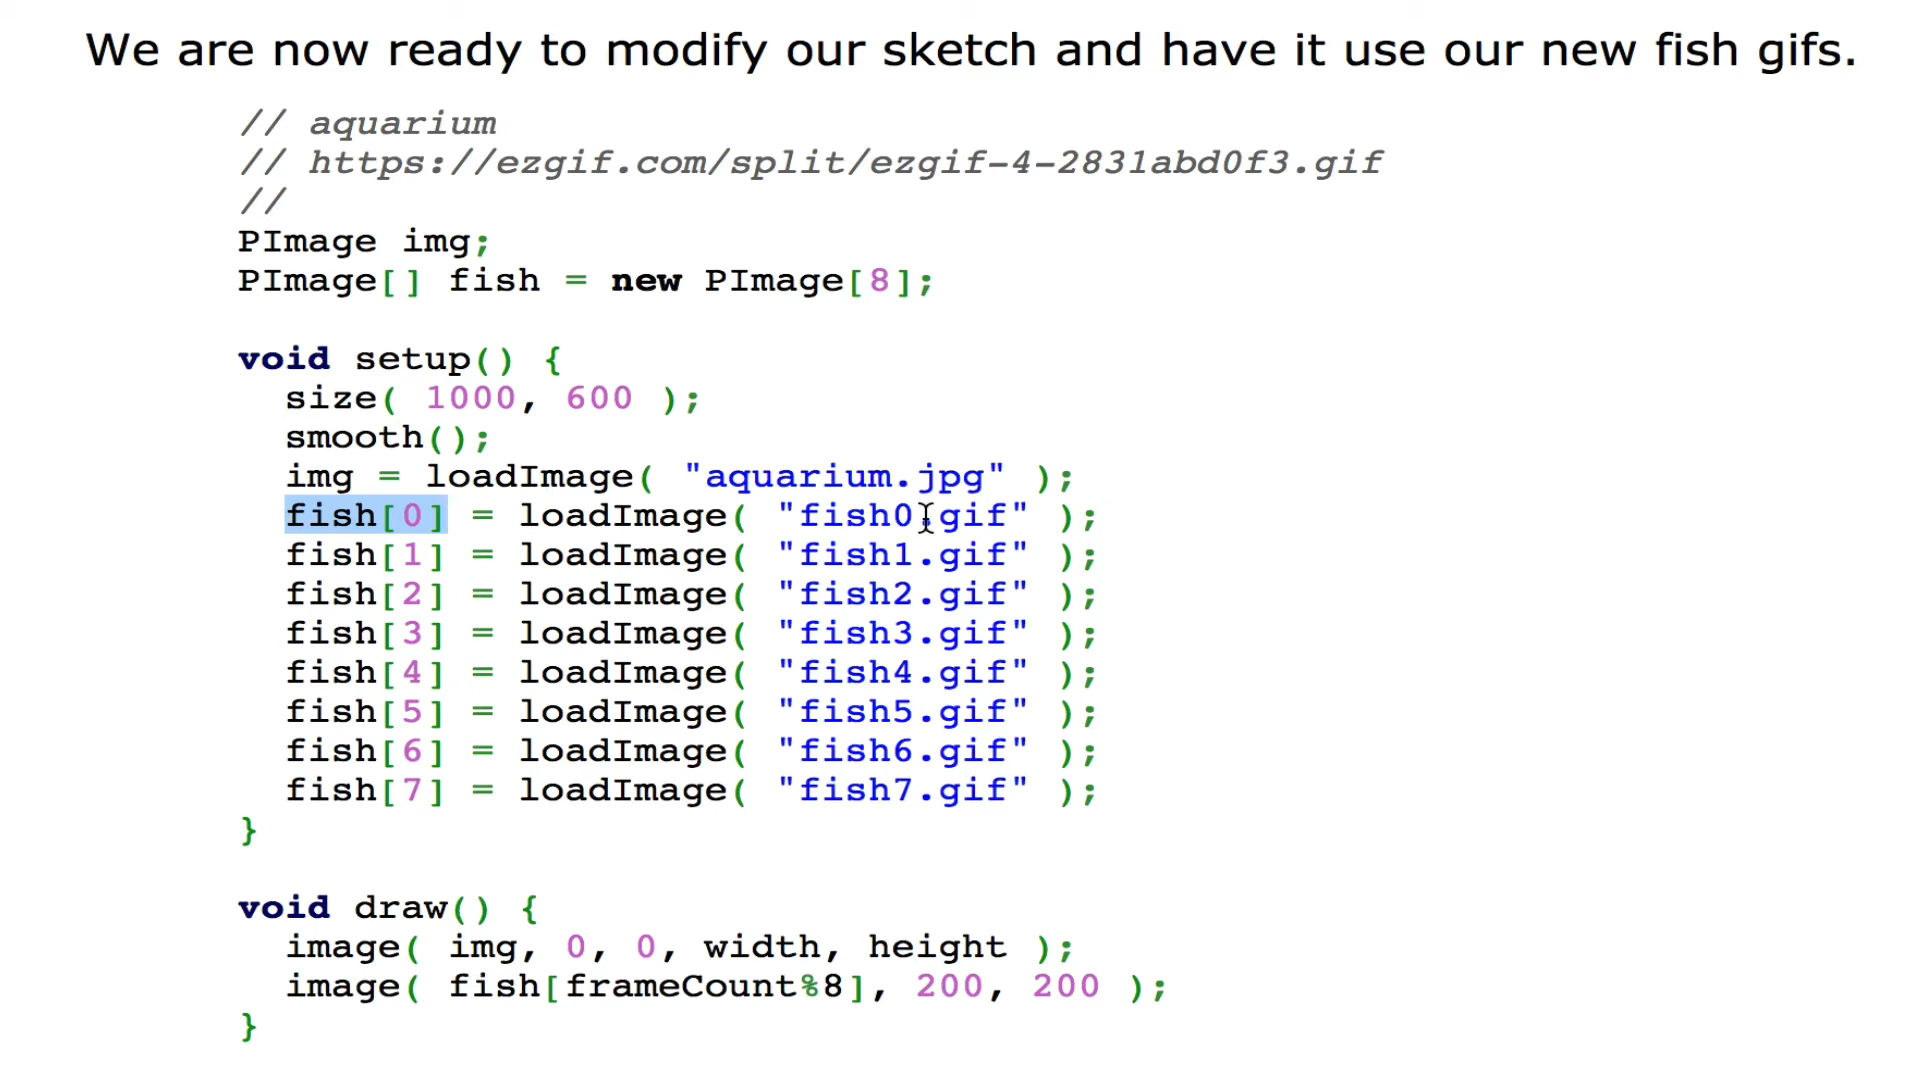 We are now ready to modify our sketch and have it use our new fish gifs.
// aquarium
// https://ezgif.com/split/ezgif-4-2831abd0f3.gif
//
PImage img;
PImage[] fish = new PImage[8];
void setup() {
size( 1000, 600 );
smooth();
img = loadImage( "aquarium.jpg" );
fish[0] = loadImage( "fish0.gif" );
fish[1] = loadImage( "fish1.gif" );
fish[2] = loadImage( "fish2.gif" );
fish[3] = loadImage( "fish3.gif" );
fish[4] = loadImage( "fish4.gif" );
fish[5] = loadImage( "fish5.gif" );
fish[6] = loadImage( "fish6.gif" );
fish[7] = loadImage( "fish7.gif" );
}
void draw() {
image( img, 0, 0, width, height );
image( fish[frameCount%8], 200, 200 );
}